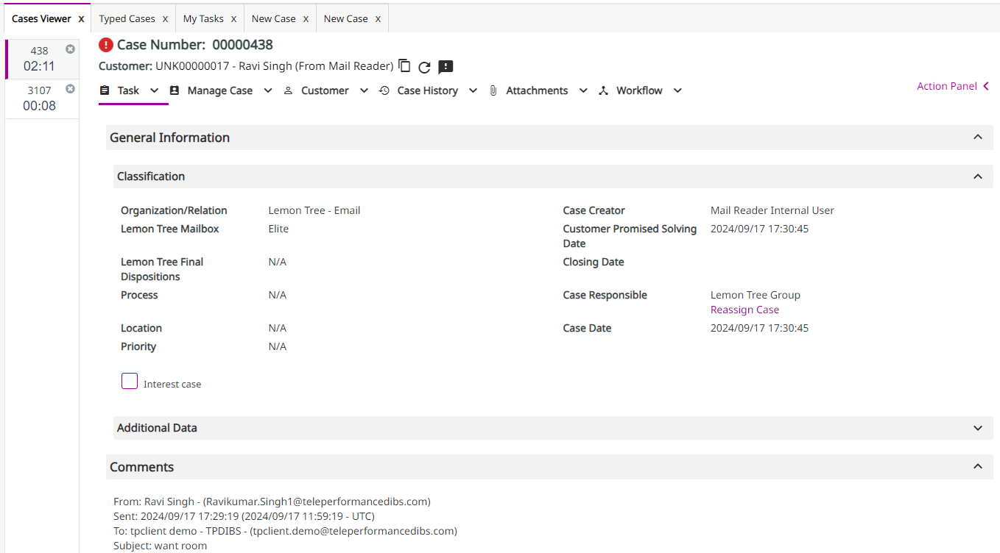 Cases Viewer x Typed Cases x My Tasks x New Case x New Case x
438
02:11
3107
00:08
Case Number: 00000438
Customer: UNK00000017 - Ravi Singh (From Mail Reader)
Task Manage Case Customer Case History Attachments Workflow
Action Panel
General Information
Classification
Organization/Relation Lemon Tree - Email Case Creator Mail Reader Internal User
Lemon Tree Mailbox Elite Customer Promised Solving 2024/09/17 17:30:45
Date
Lemon Tree Final N/A Closing Date
Dispositions
Process N/A Case Responsible Lemon Tree Group
Reassign Case
Location N/A Case Date 2024/09/17 17:30:45
Priority N/A
Interest case
Additional Data
Comments
From: Ravi Singh - (Ravikumar.Singh1@teleperformancedibs.com)
Sent: 2024/09/17 17:29:19 (2024/09/17 11:59:19 - UTC)
To: tpclient demo - TPDIBS - (tpclient.demo@teleperformancedibs.com)
Subject: want room